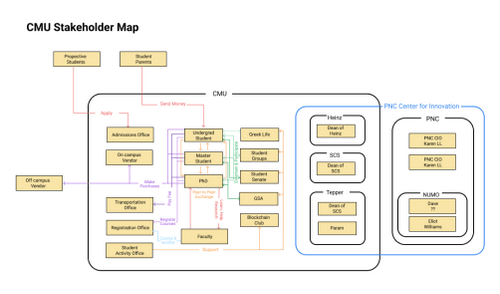 CMU Stakeholder Map
Propective
Students
Student
Parents
Send Money
Apply
CMU
PNC Center for Innovation
Admissions Office
On campus
Vendor
Off campus
Vendor
Make
Purchases
Transportation
Office
Pay Fee
Registration Office
Register
Courses
Student
Activity Office
Undergrad
Student
Master
Student
PhD
Peer to Peer
Exchange
Faculty
Support
Greek Life
Student
Groups
Student
Senate
GSA
Blockchain
Club
Heinz
Dean of
Heinz
SCS
Dean of
SCS
Tepper
Dean of
SCS
Param
PNC
PNC CIO
Karen LL
PNC CIO
Karen LL
NUMO
Dave
??
Eliot
Williams